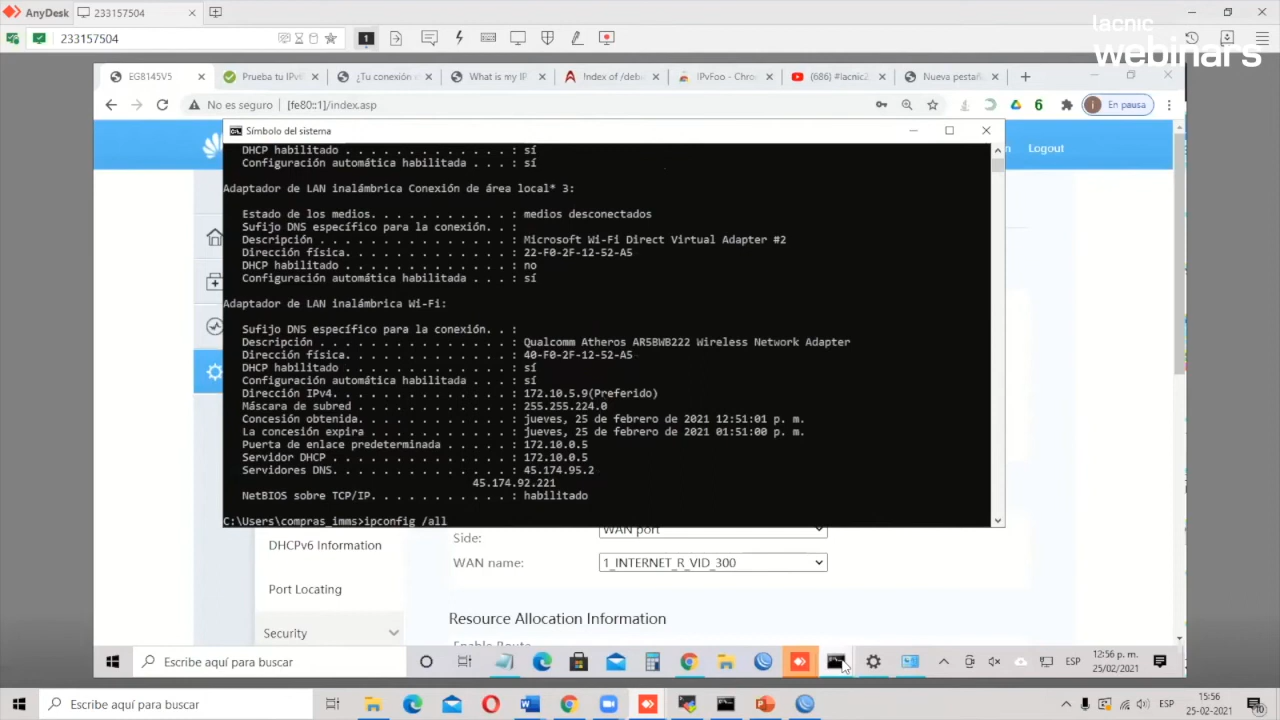 AnyDesk
233157504
lacnic
webinars
233157504
1
EG8145V5
Prueba tu IPv6
¿Tu conexión
What is my IP
Index of /deb
IPvFoo - Chro
(686) #lacnic
Nueva pestañ
No es seguro
[fe80::1]/index.asp
6
En pausa
Logout
Símbolo del sistema
DHCP habilitado . . . . . . . . . . . . . : sí
Configuración automática habilitada . . . : sí
Adaptador de LAN inalámbrica Conexión de área local* 3:
Estado de los medios. . . . . . . . . . . : medios desconectados
Sufijo DNS específico para la conexión. . :
Descripción . . . . . . . . . . . . . . . : Microsoft Wi-Fi Direct Virtual Adapter #2
Dirección física. . . . . . . . . . . . . : 22-F0-2F-12-52-A5
DHCP habilitado . . . . . . . . . . . . . : no
Configuración automática habilitada . . . : sí
Adaptador de LAN inalámbrica Wi-Fi:
Sufijo DNS específico para la conexión. . :
Descripción . . . . . . . . . . . . . . . : Qualcomm Atheros AR5BWB222 Wireless Network Adapter
Dirección física. . . . . . . . . . . . . : 40-F0-2F-12-52-A5
DHCP habilitado . . . . . . . . . . . . . : sí
Configuración automática habilitada . . . : sí
Dirección IPv4. . . . . . . . . . . . . . : 172.10.5.9(Preferido)
Máscara de subred . . . . . . . . . . . . : 255.255.224.0
Concesión obtenida. . . . . . . . . . . . : jueves, 25 de febrero de 2021 12:51:01 p. m.
La concesión expira . . . . . . . . . . . : jueves, 25 de febrero de 2021 01:51:00 p. m.
Puerta de enlace predeterminada . . . . . : 172.10.0.5
Servidor DHCP . . . . . . . . . . . . . . : 172.10.0.5
Servidores DNS. . . . . . . . . . . . . . : 45.174.95.2
45.174.92.221
NetBIOS sobre TCP/IP. . . . . . . . . . . : habilitado
C:\Users\compras_imms>ipconfig /all
WAN port
Side:
DHCPv6 Information
WAN name:
1_INTERNET_R_VID_300
Port Locating
Resource Allocation Information
Security
Enable Route
Escribe aquí para buscar
ESP
12:56 p. m.
25/02/2021
Escribe aquí para buscar
ESP
15:56
25-02-2021